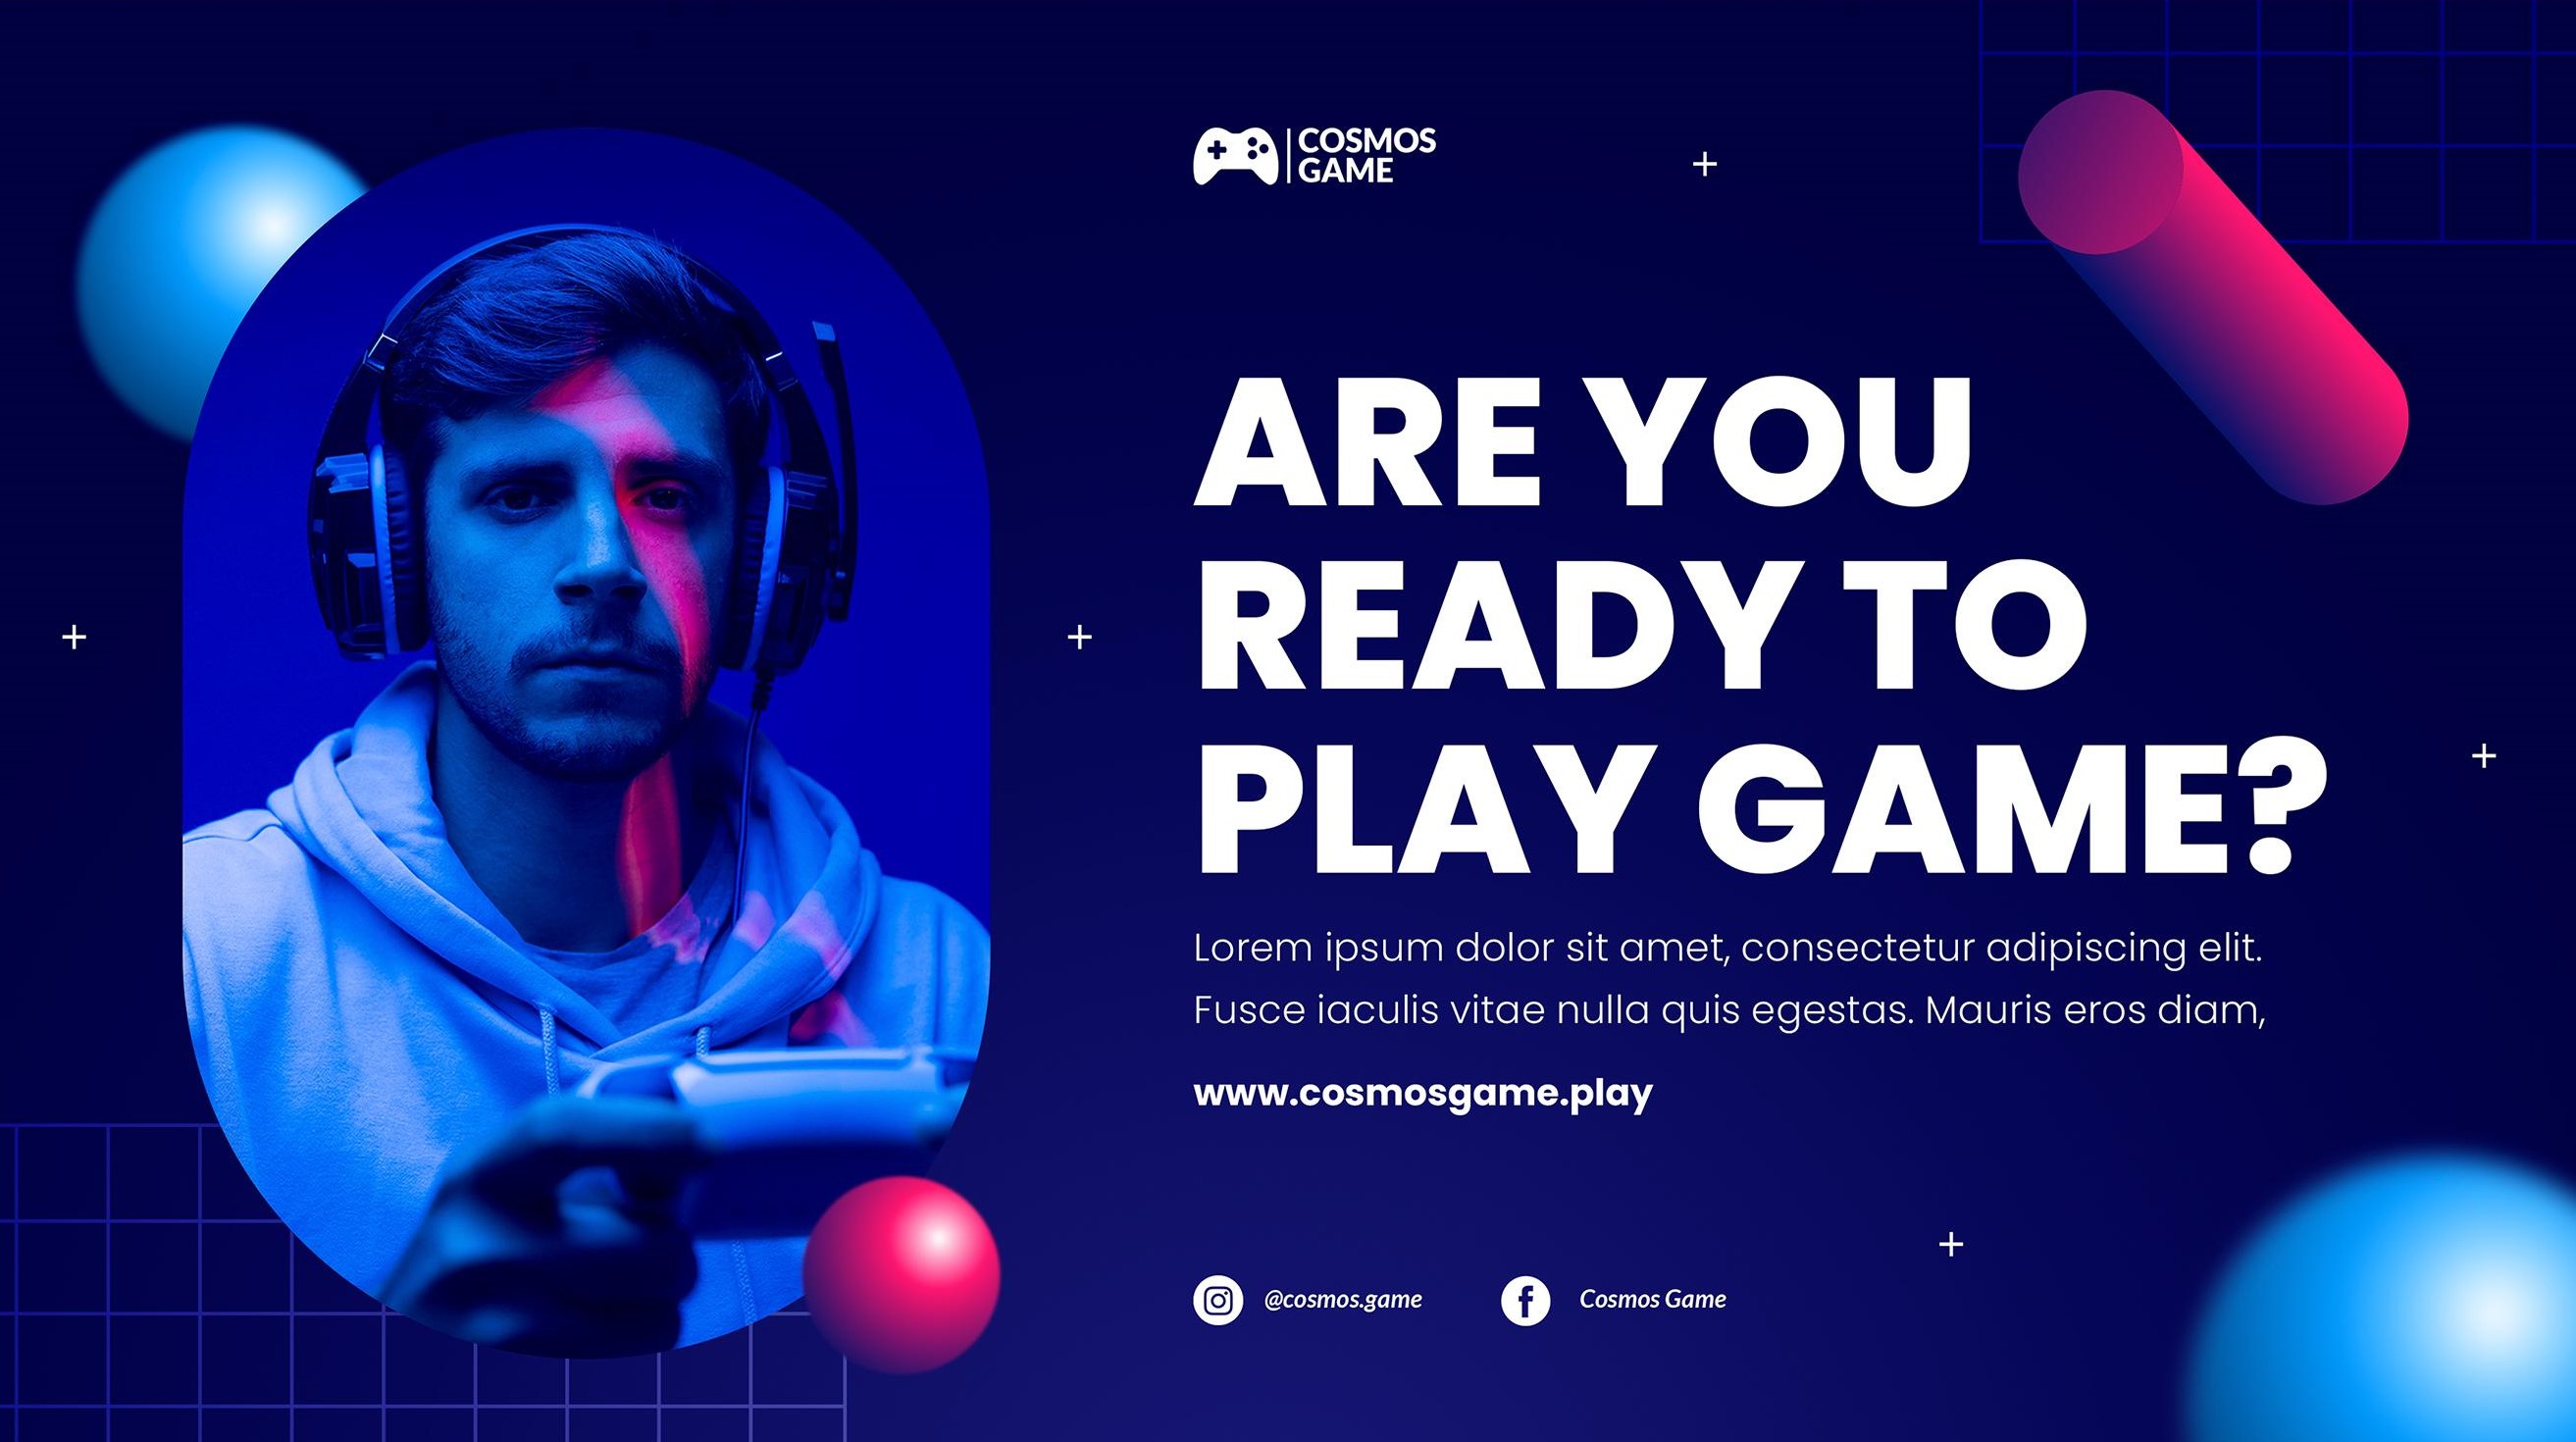 COSMOS
GAME
ARE YOU
READY TO
PLAY GAME?
Lorem ipsum dolor sit amet, consectetur adipiscing elit.
Fusce iaculis vitae nulla quis egestas. Mauris eros diam,
www.cosmosgame.play
@cosmos.game
Cosmos Game